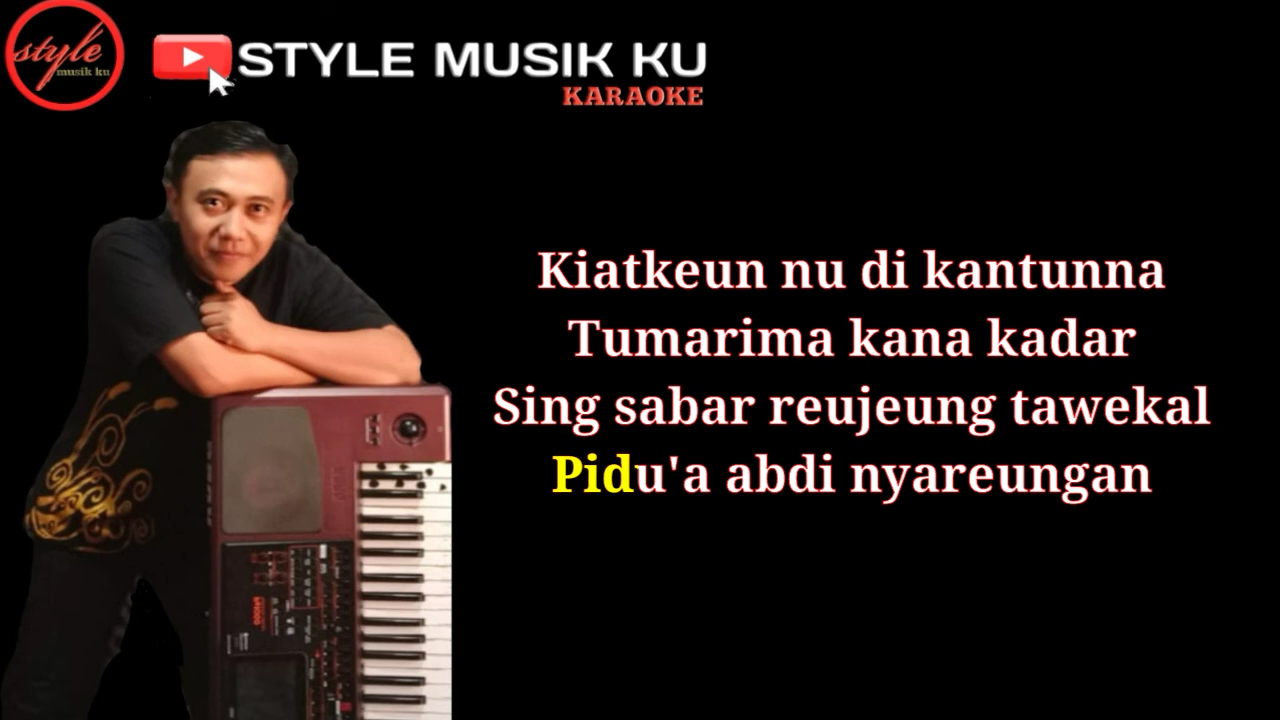 style
musik ku
STYLE MUSIK KU
KARAOKE
Kiatkeun nu di kantunna
Tumarima kana kadar
Sing sabar reujeung tawekal
Pidu'a abdi nyareungan